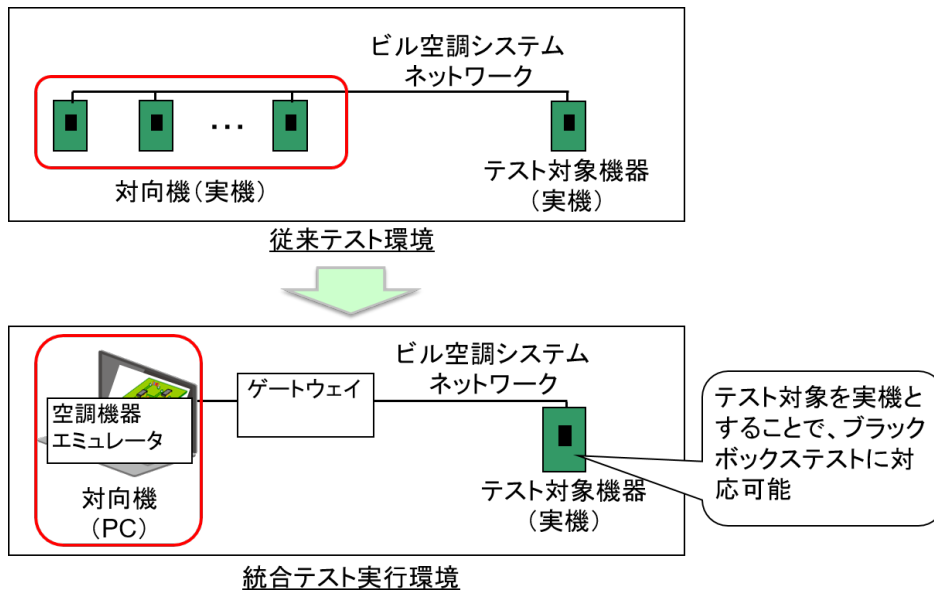 ビル空調システム
ネットワーク
･･･
対向機（実機）
テスト対象機器
（実機）
従来テスト環境
ビル空調システム
ネットワーク
ゲートウェイ
空調機器
エミュレータ
対向機
（PC）
テスト対象機器
（実機）
テスト対象を実機と
することで、ブラック
ボックステストに対
応可能
統合テスト実行環境